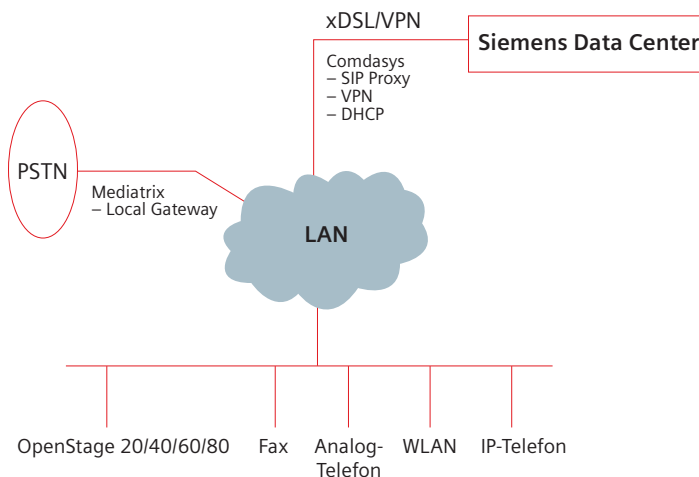 xDSL/VPN
Siemens Data Center
Comdasys
– SIP Proxy
– VPN
– DHCP
PSTN
Mediatrix
– Local Gateway
LAN
OpenStage 20/40/60/80
Fax
Analog-
Telefon
WLAN
IP-Telefon